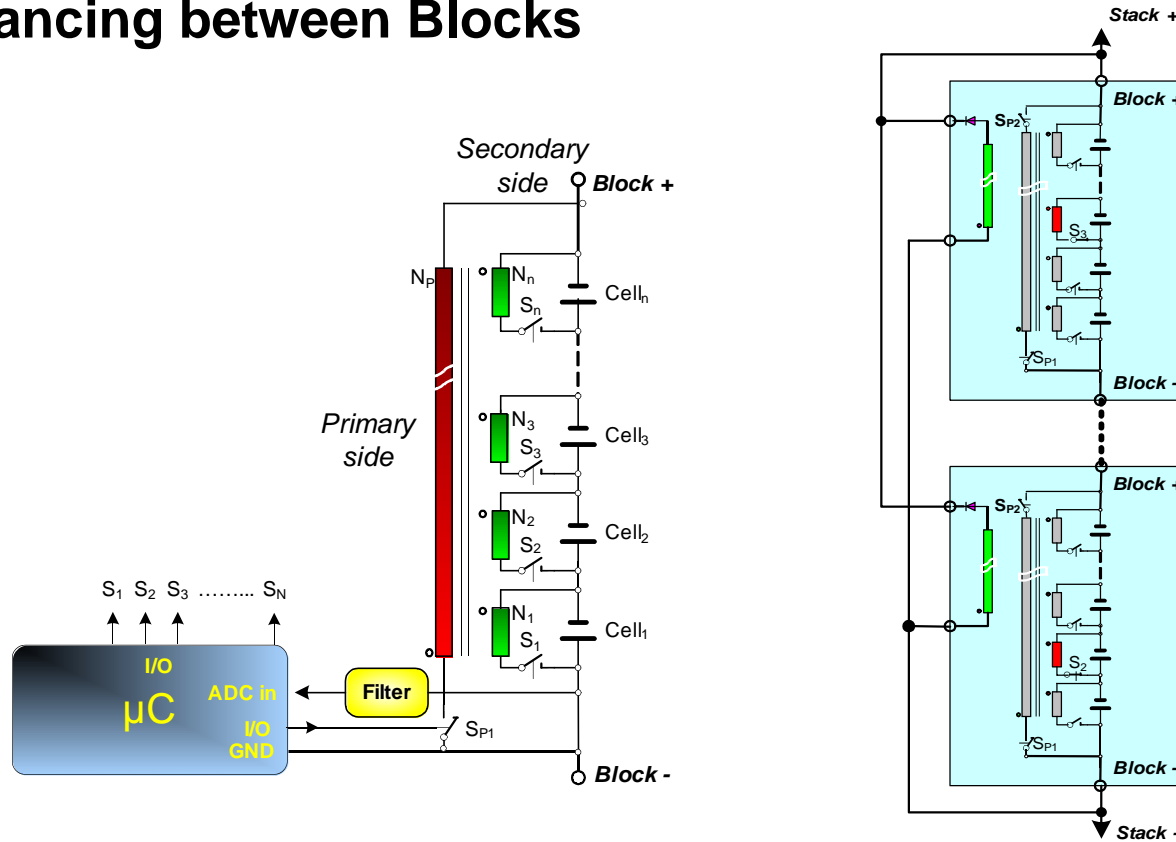 ancing between Blocks
Secondary
side
Block +
N_P
N_n
S_n
Cell_n
Primary
side
N_3
S_3
Cell_3
N_2
S_2
Cell_2
N_1
S_1
Cell_1
S_1 S_2 S_3 ......... S_N
I/O
µC
ADC in
I/O
GND
Filter
S_P1
Block -
Stack +
Block +
S_P2
S_3
S_P1
Block -
Block +
S_P2
S_2
S_P1
Block -
Stack -